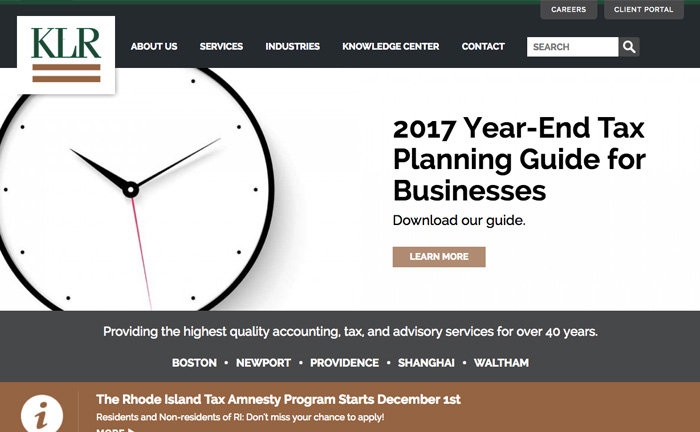 CAREERS
CLIENT PORTAL
KLR
ABOUT US
SERVICES
INDUSTRIES
KNOWLEDGE CENTER
CONTACT
SEARCH
2017 Year-End Tax
Planning Guide for
Businesses
Download our guide.
LEARN MORE
Providing the highest quality accounting, tax, and advisory services for over 40 years.
BOSTON • NEWPORT • PROVIDENCE • SHANGHAI • WALTHAM
The Rhode Island Tax Amnesty Program Starts December 1st
Residents and Non-residents of RI: Don't miss your chance to apply!
MORE